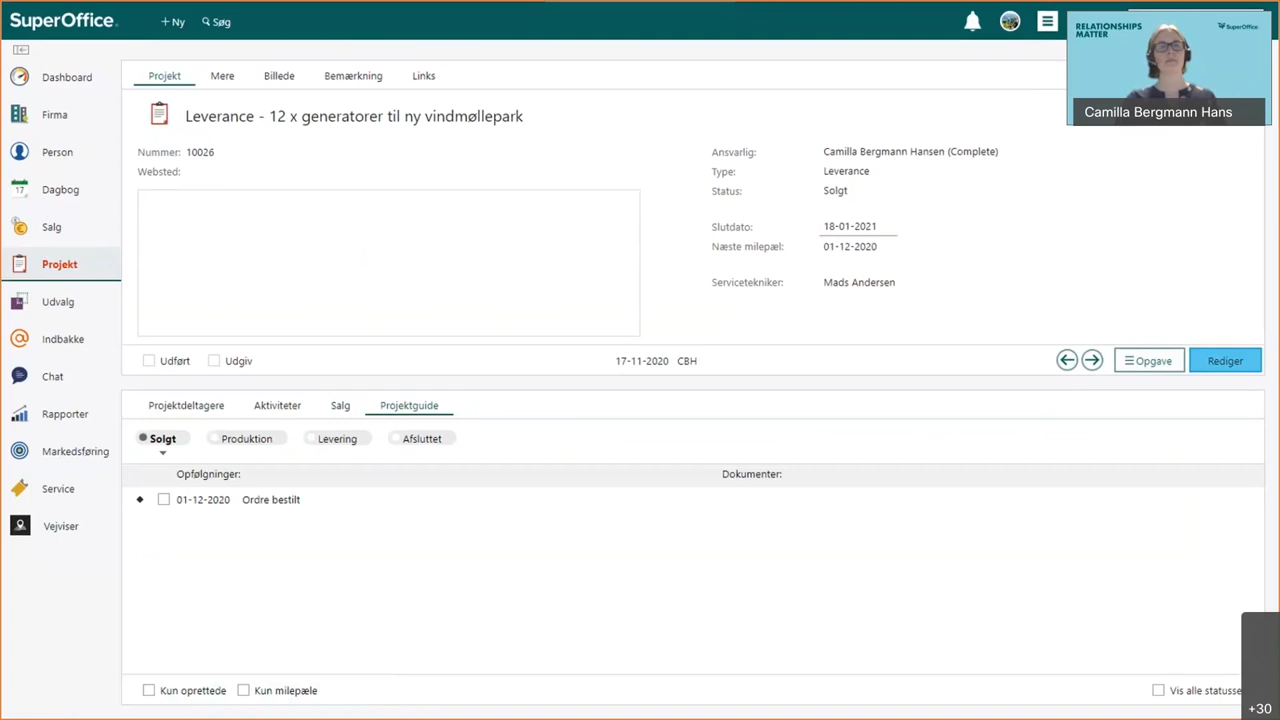 SuperOffice.
+ Ny
Søg
RELATIONSHIPS
MATTER
SuperOffice
Camilla Bergmann Hans
Dashboard
Firma
Person
17
Dagbog
Salg
Projekt
Udvalg
Indbakke
Chat
Rapporter
Markedsføring
Service
Vejviser
Projekt Mere Billede Bemærkning Links
Leverance - 12 x generatorer til ny vindmøllepark
Nummer: 10026
Websted:
Ansvarlig: Camilla Bergmann Hansen (Complete)
Type: Leverance
Status: Solgt
Slutdato: 18-01-2021
Næste milepæl: 01-12-2020
Servicetekniker: Mads Andersen
Udført Udgiv 17-11-2020 CBH Opgave Rediger
Projektdeltagere Aktiviteter Salg Projektguide
Solgt Produktion Levering Afsluttet
Opfølgninger: Dokumenter:
01-12-2020 Ordre bestilt
Kun oprettede Kun milepæle Vis alle statusse
+30